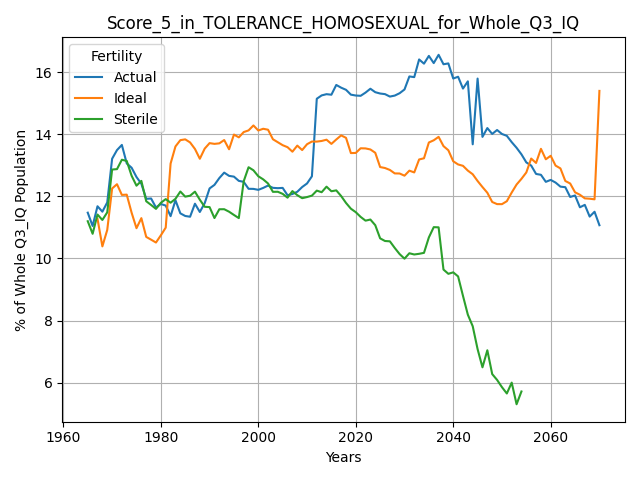 Score_5_in_TOLERANCE_HOMOSEXUAL_for_Whole_Q3_IQ
Fertility
Actual
Ideal
Sterile
% of Whole Q3_IQ Population
16
14
12
10
8
6
1960
1980
2000
2020
2040
2060
Years